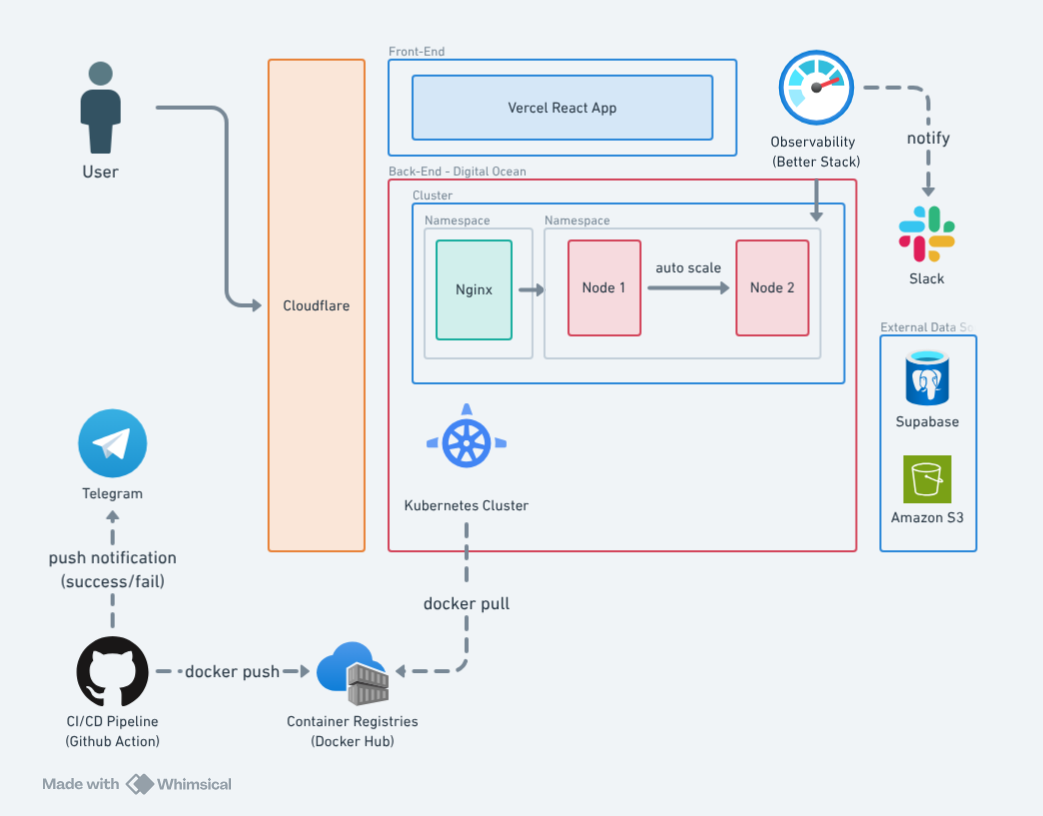 Front-End
Vercel React App
User
Observability
(Better Stack)
notify
Back-End - Digital Ocean
Cluster
Namespace
Namespace
Nginx
Node 1
auto scale
Node 2
Slack
Cloudflare
External Data So
Supabase
Amazon S3
Telegram
Kubernetes Cluster
push notification
(success/fail)
docker pull
docker push
CI/CD Pipeline
(Github Action)
Container Registries
(Docker Hub)
Made with Whimsical